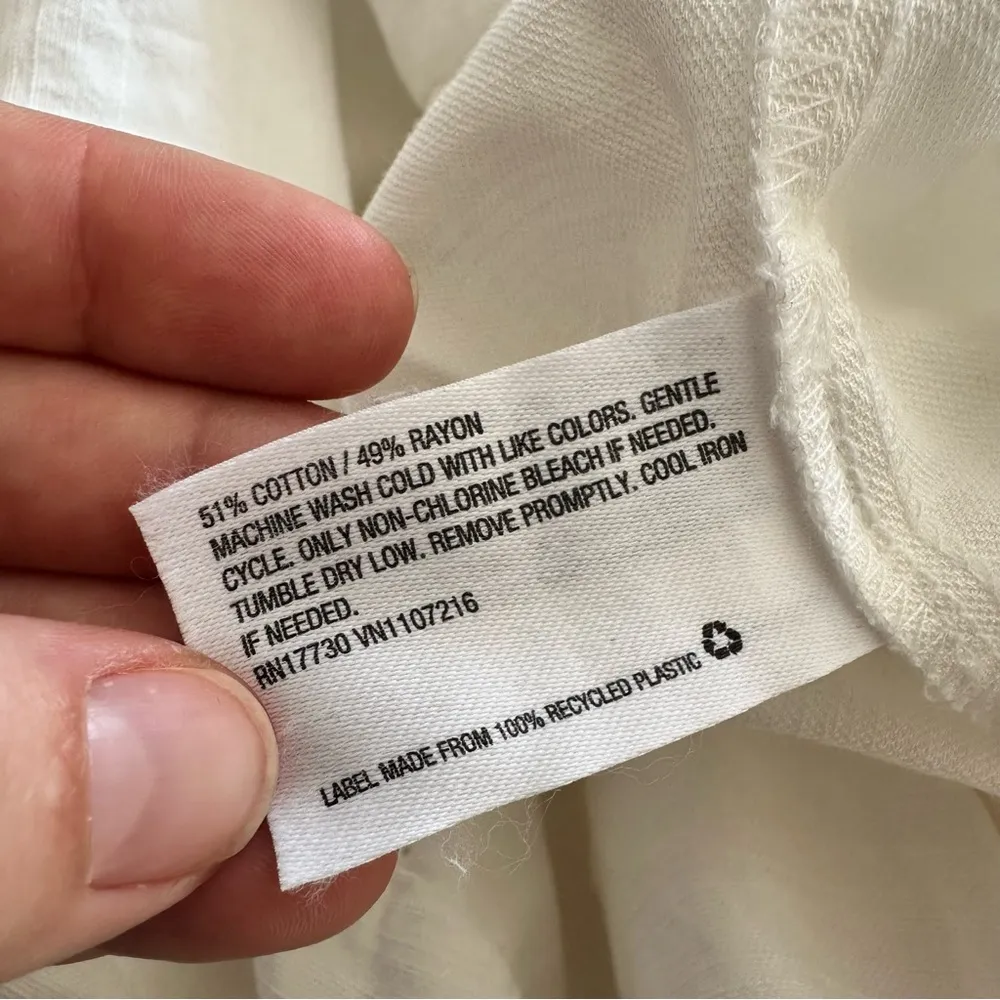 51% COTTON / 49% RAYON
MACHINE WASH COLD WITH LIKE COLORS. GENTLE
CYCLE. ONLY NON-CHLORINE BLEACH IF NEEDED.
TUMBLE DRY LOW. REMOVE PROMPTLY. COOL IRON
IF NEEDED.
RN17730 VN1107216
LABEL MADE FROM 100% RECYCLED PLASTIC